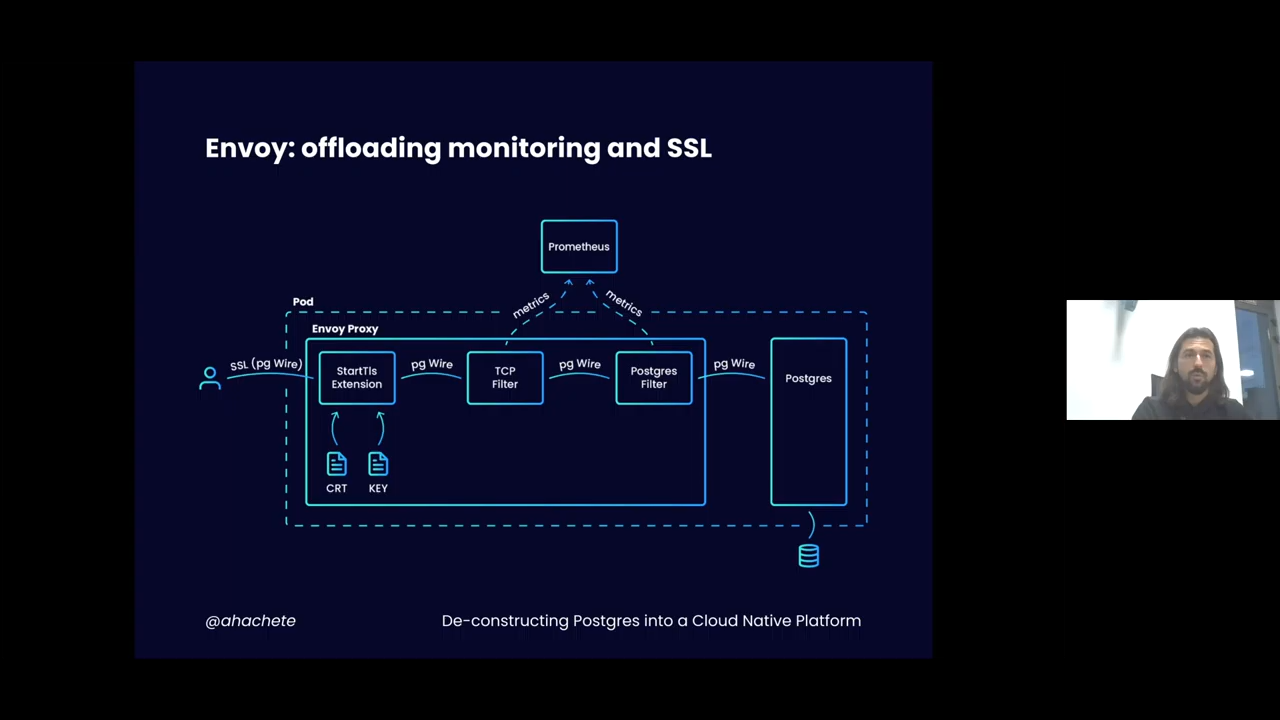 Envoy: offloading monitoring and SSL
Prometheus
metrics
metrics
Pod
Envoy Proxy
SSL (pg Wire)
StartTls
Extension
pg Wire
TCP
Filter
pg Wire
Postgres
Filter
pg Wire
Postgres
CRT
KEY
@ahachete
De-constructing Postgres into a Cloud Native Platform